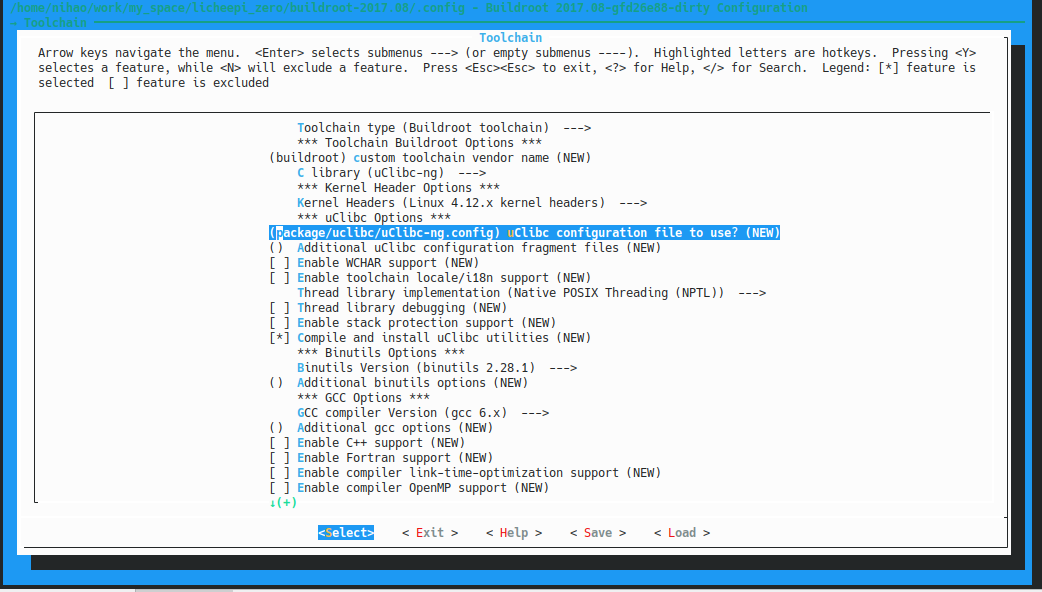 /home/nihao/work/my_space/licheepi_zero/buildroot-2017.08/.config - Buildroot 2017.08-gfd26e86-dirty Configuration
→ Toolchain
Toolchain
Arrow keys navigate the menu.  <Enter> selects submenus ---> (or empty submenus ----).  Highlighted letters are hotkeys.  Pressing <Y>
selectes a feature, while <N> will exclude a feature.  Press <Esc><Esc> to exit, <?> for Help, </> for Search.  Legend: [*] feature is
selected  [ ] feature is excluded
Toolchain type (Buildroot toolchain)  --->
*** Toolchain Buildroot Options ***
(buildroot) custom toolchain vendor name (NEW)
C library (uClibc-ng)  --->
*** Kernel Header Options ***
Kernel Headers (Linux 4.12.x kernel headers)  --->
*** uClibc Options ***
(package/uclibc/uClibc-ng.config) uClibc configuration file to use? (NEW)
()  Additional uClibc configuration fragment files (NEW)
[ ] Enable WCHAR support (NEW)
[ ] Enable toolchain locale/i18n support (NEW)
Thread library implementation (Native POSIX Threading (NPTL))  --->
[ ] Thread library debugging (NEW)
[ ] Enable stack protection support (NEW)
[*] Compile and install uClibc utilities (NEW)
*** Binutils Options ***
Binutils Version (binutils 2.28.1)  --->
()  Additional binutils options (NEW)
*** GCC Options ***
GCC compiler Version (gcc 6.x)  --->
()  Additional gcc options (NEW)
[ ] Enable C++ support (NEW)
[ ] Enable Fortran support (NEW)
[ ] Enable compiler link-time-optimization support (NEW)
[ ] Enable compiler OpenMP support (NEW)
↓(+)
<Select>    < Exit >    < Help >    < Save >    < Load >